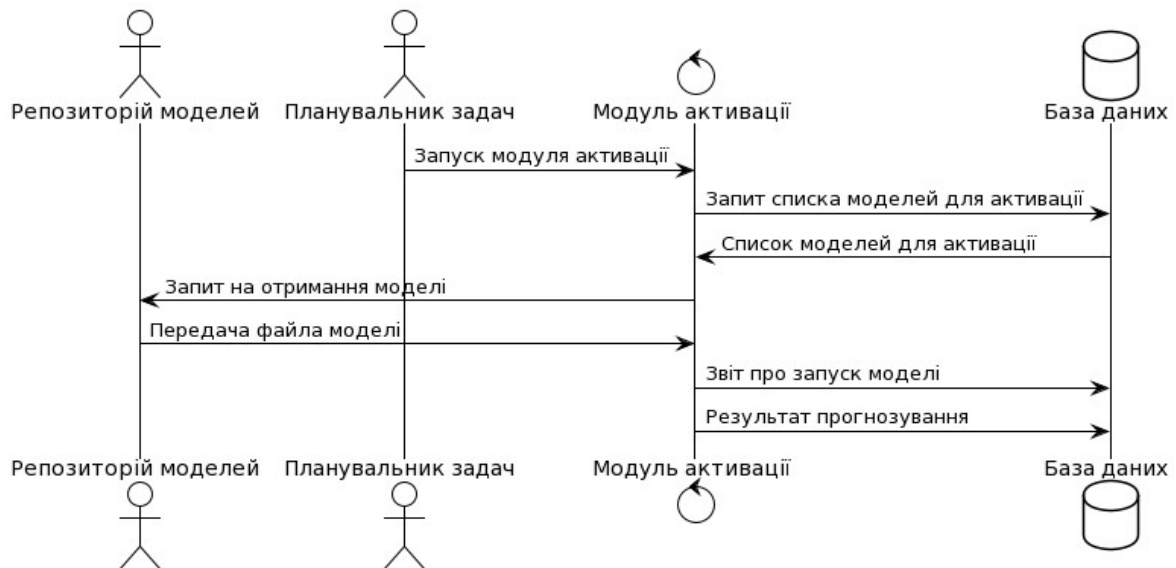 Репозиторій моделей Планувальник задач Модуль активації База даних
Запуск модуля активації
Запит списка моделей для активації
Список моделей для активації
Запит на отримання моделі
Передача файла моделі
Звіт про запуск моделі
Результат прогнозування
Репозиторій моделей Планувальник задач Модуль активації База даних